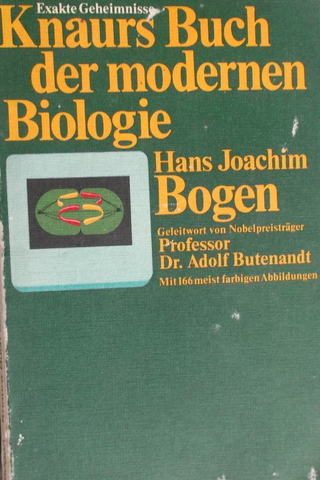 Exakte Geheimnisse
Knaurs Buch
der modernen
Biologie
Hans Joachim
Bogen
Geleitwort von Nobelpreisträger
Professor
Dr. Adolf Butenandt
Mit 166 meist farbigen Abbildungen